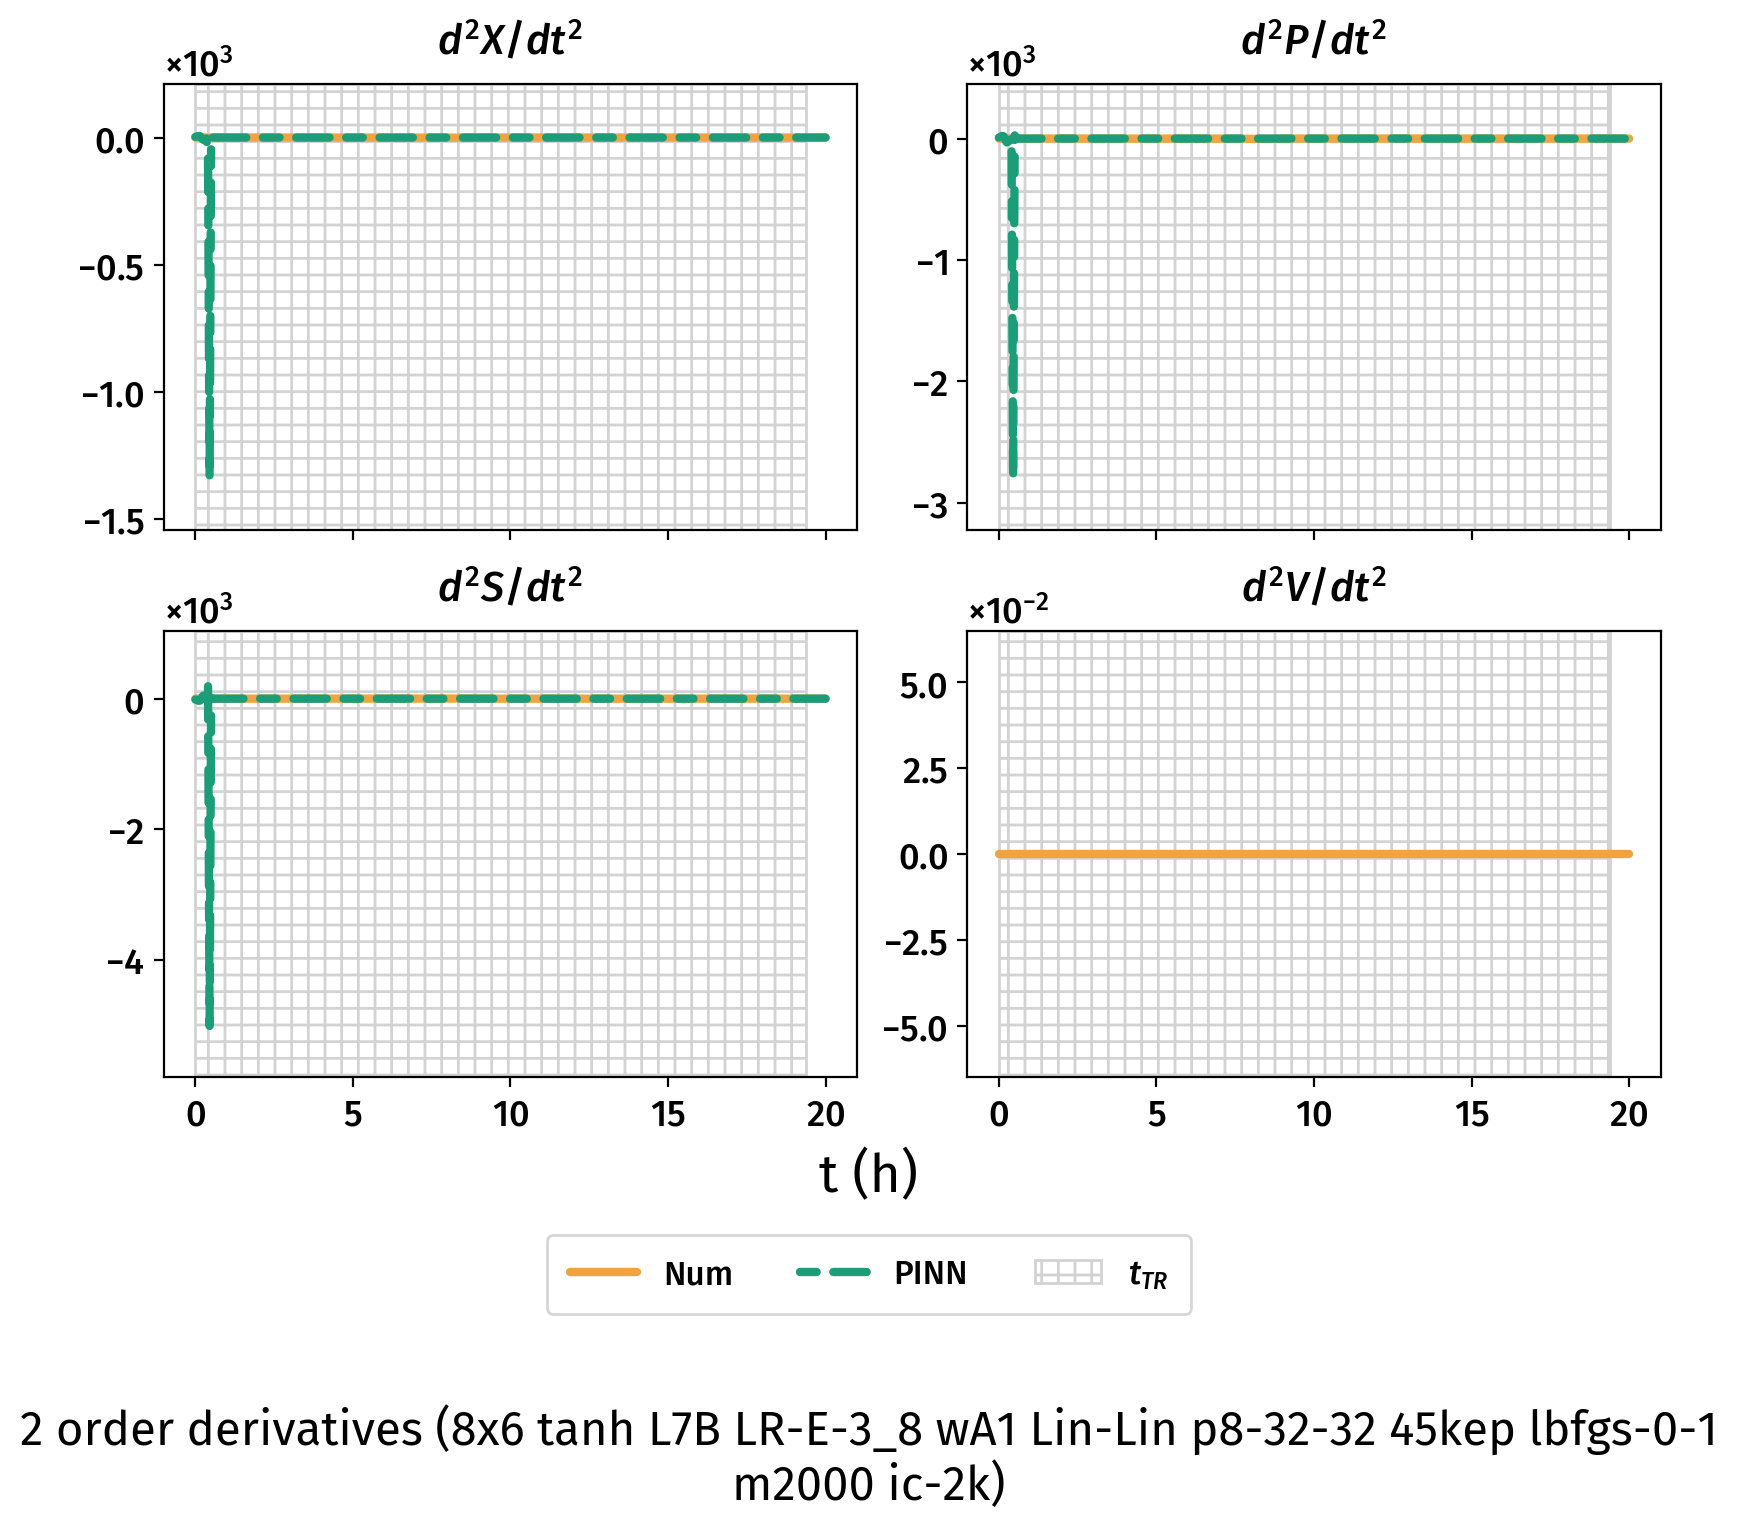 d²X/dt²
×10³
0.0
−0.5
−1.0
−1.5
d²P/dt²
×10³
0
−1
−2
−3
d²S/dt²
×10³
0
−2
−4
0 5 10 15 20
d²V/dt²
×10⁻²
5.0
2.5
0.0
−2.5
−5.0
0 5 10 15 20
t (h)
Num PINN t_TR
2 order derivatives (8x6 tanh L7B LR-E-3_8 wA1 Lin-Lin p8-32-32 45kep lbfgs-0-1
m2000 ic-2k)